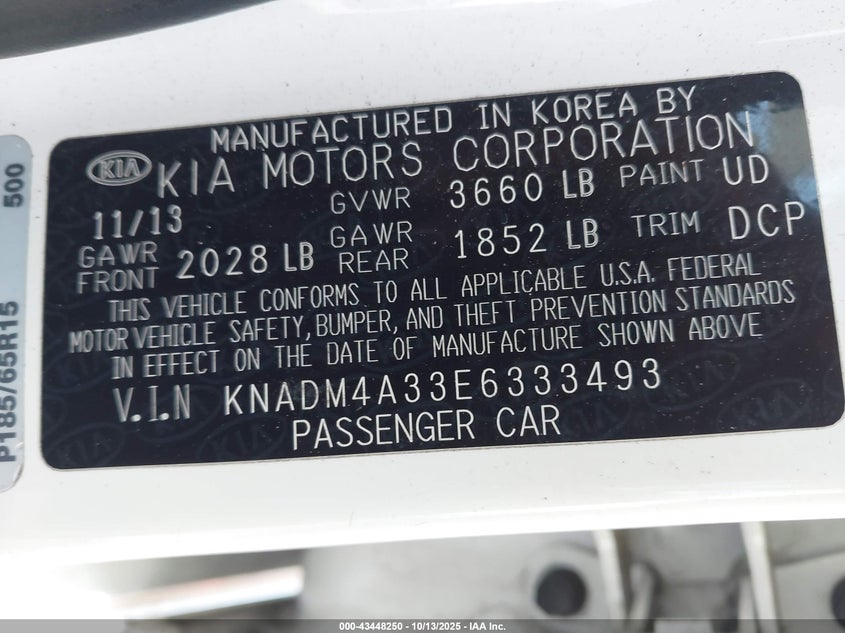 MANUFACTURED IN KOREA BY
KIA KIA MOTORS CORPORATION
11/13 GVWR 3660 LB PAINT UD
GAWR FRONT 2028 LB GAWR REAR 1852 LB TRIM DCP
THIS VEHICLE CONFORMS TO ALL APPLICABLE U.S.A. FEDERAL
MOTOR VEHICLE SAFETY, BUMPER, AND THEFT PREVENTION STANDARDS
IN EFFECT ON THE DATE OF MANUFACTURE SHOWN ABOVE
V.I.N KNADM4A33E6333493
PASSENGER CAR
P185/65R15 500
000-43448250 - 10/13/2025 - IAA Inc.